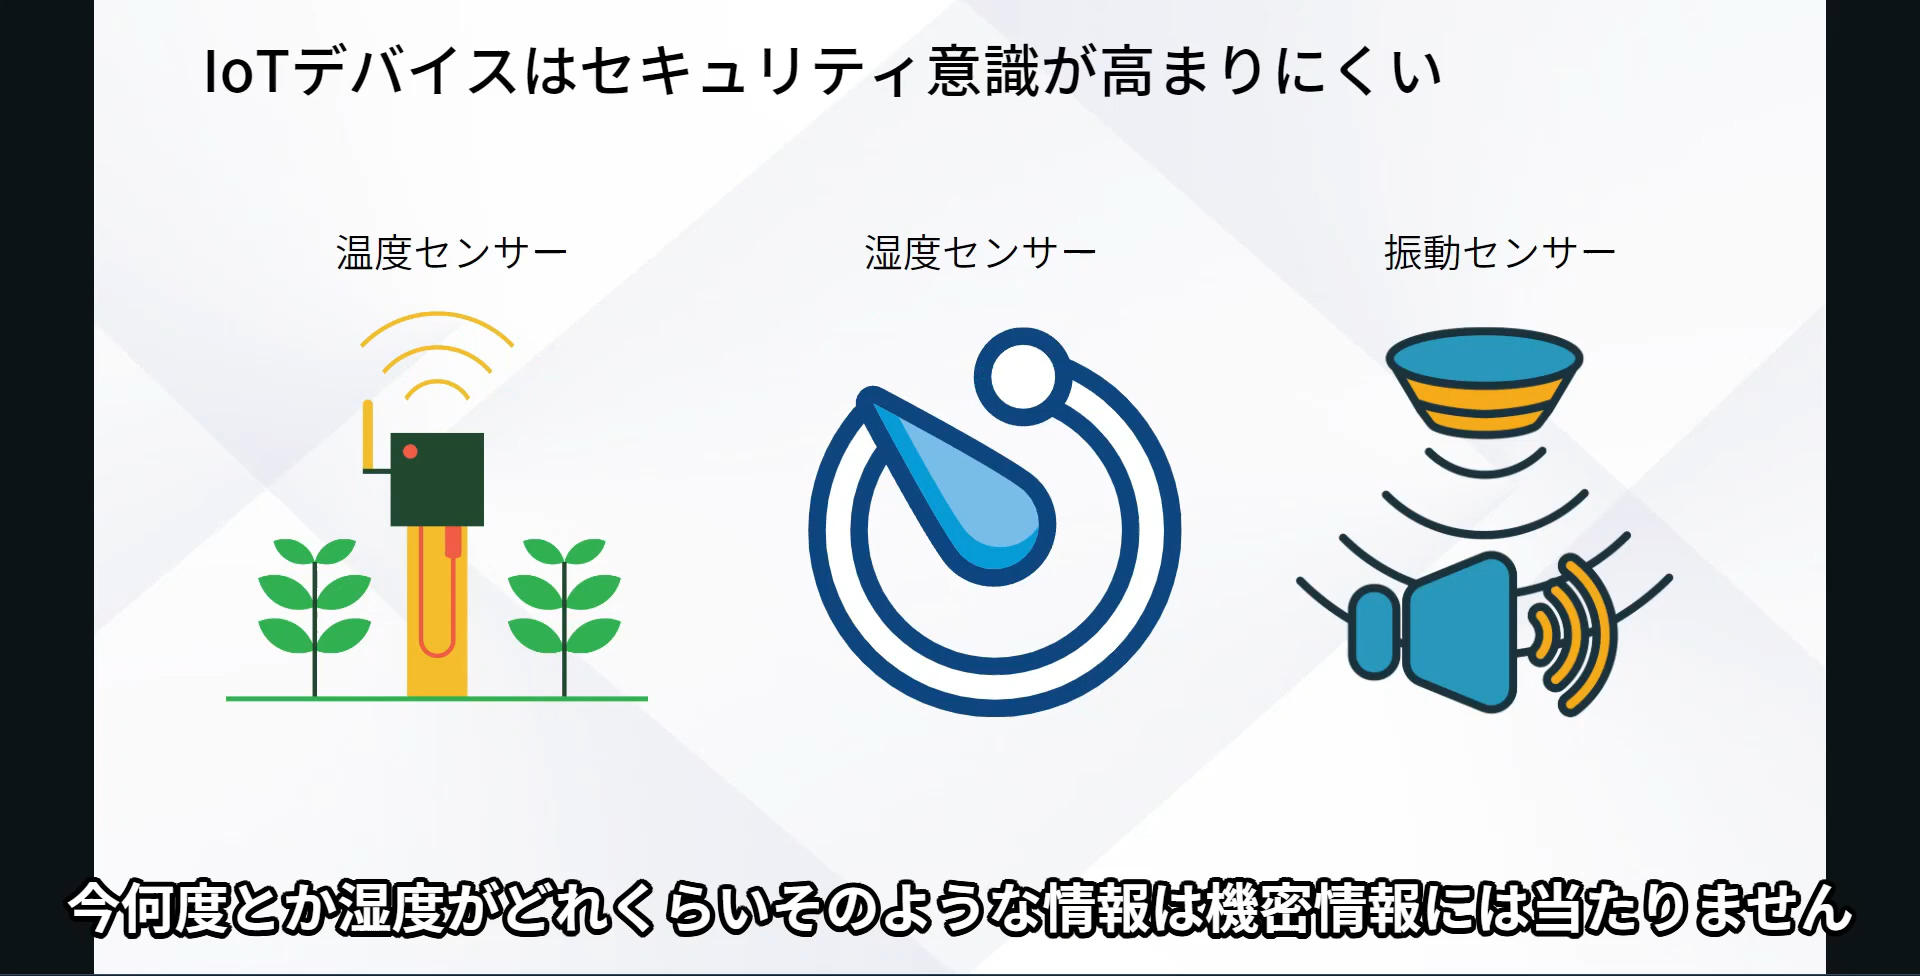 IoTデバイスはセキュリティ意識が高まりにくい
温度センサー
湿度センサー
振動センサー
今何度とか湿度がどれくらいそのような情報は機密情報には当たりません